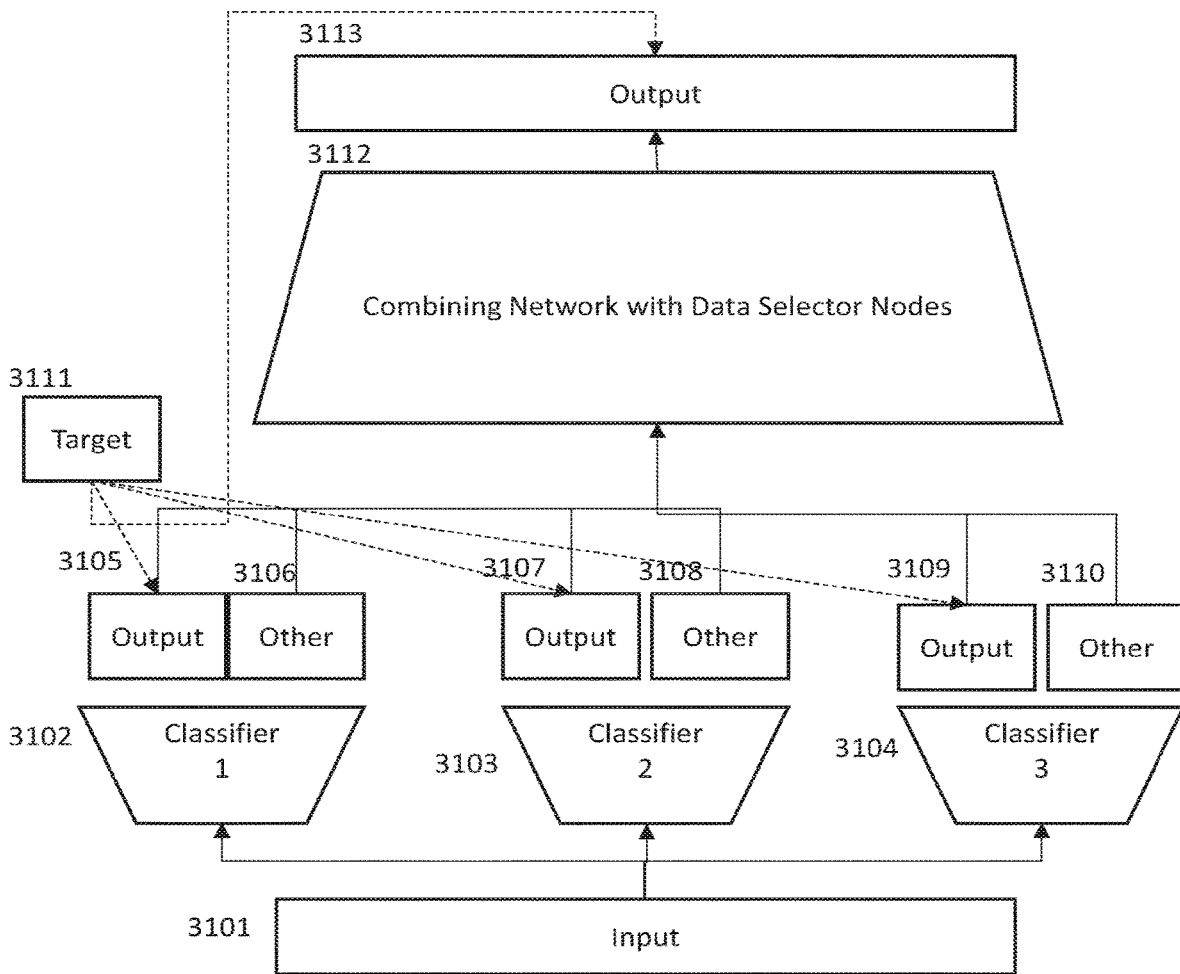 3113
Output
3112
Combining Network with Data Selector Nodes
3111
Target
3105
3106
3107
3108
3109
3110
Output
Other
Output
Other
Output
Other
3102
Classifier
1
3103
Classifier
2
3104
Classifier
3
3101
Input